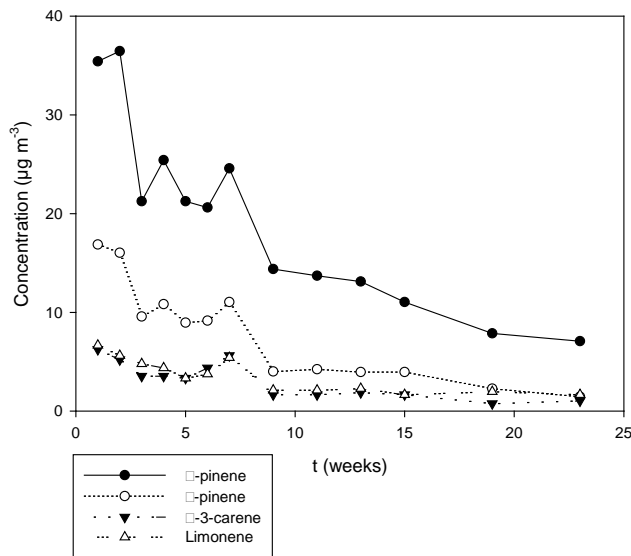 40
30
20
10
0
Concentration (µg m-3)
0 5 10 15 20 25
t (weeks)
□-pinene
□-pinene
□-3-carene
Limonene